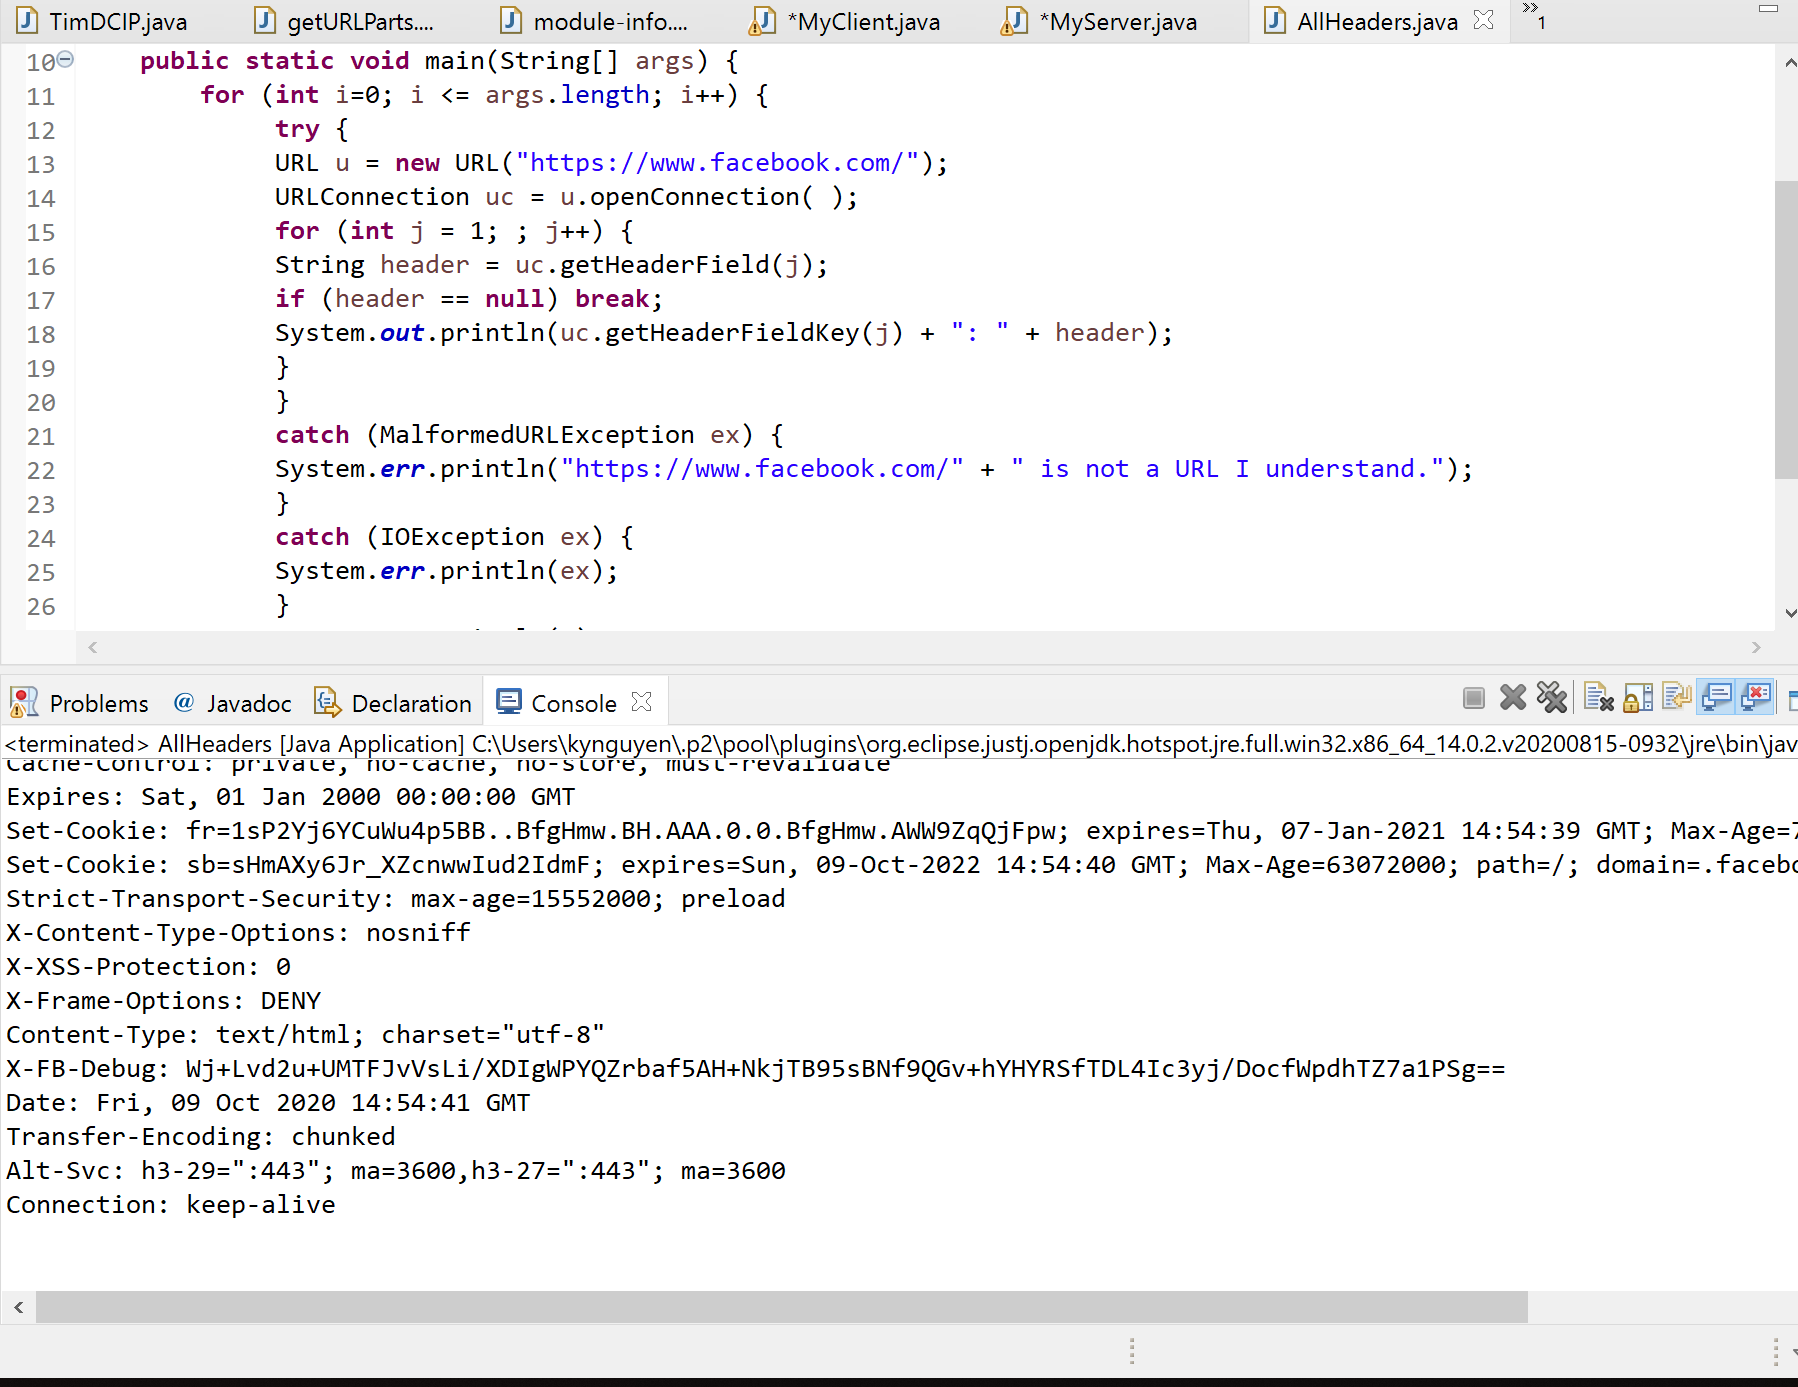 TimDCIP.java getURLParts.... module-info.... *MyClient.java *MyServer.java AllHeaders.java »1
10 public static void main(String[] args) {
11 for (int i=0; i <= args.length; i++) {
12 try {
13 URL u = new URL("https://www.facebook.com/");
14 URLConnection uc = u.openConnection( );
15 for (int j = 1; ; j++) {
16 String header = uc.getHeaderField(j);
17 if (header == null) break;
18 System.out.println(uc.getHeaderFieldKey(j) + ": " + header);
19 }
20 }
21 catch (MalformedURLException ex) {
22 System.err.println("https://www.facebook.com/" + " is not a URL I understand.");
23 }
24 catch (IOException ex) {
25 System.err.println(ex);
26 }
Problems @ Javadoc Declaration Console
<terminated> AllHeaders [Java Application] C:\Users\kynguyen\.p2\pool\plugins\org.eclipse.justj.openjdk.hotspot.jre.full.win32.x86_64_14.0.2.v20200815-0932\jre\bin\jav
Cache-Control: private, no-cache, no-store, must-revalidate
Expires: Sat, 01 Jan 2000 00:00:00 GMT
Set-Cookie: fr=1sP2Yj6YCuWu4p5BB..BfgHmw.BH.AAA.0.0.BfgHmw.AWW9ZqQjFpw; expires=Thu, 07-Jan-2021 14:54:39 GMT; Max-Age=7
Set-Cookie: sb=sHmAXy6Jr_XZcnwwIud2IdmF; expires=Sun, 09-Oct-2022 14:54:40 GMT; Max-Age=63072000; path=/; domain=.facebo
Strict-Transport-Security: max-age=15552000; preload
X-Content-Type-Options: nosniff
X-XSS-Protection: 0
X-Frame-Options: DENY
Content-Type: text/html; charset="utf-8"
X-FB-Debug: Wj+Lvd2u+UMTFJvVsLi/XDIgWPYQZrbaf5AH+NkjTB95sBNf9QGv+hYHYRSfTDL4Ic3yj/DocfWpdhTZ7a1PSg==
Date: Fri, 09 Oct 2020 14:54:41 GMT
Transfer-Encoding: chunked
Alt-Svc: h3-29=":443"; ma=3600,h3-27=":443"; ma=3600
Connection: keep-alive